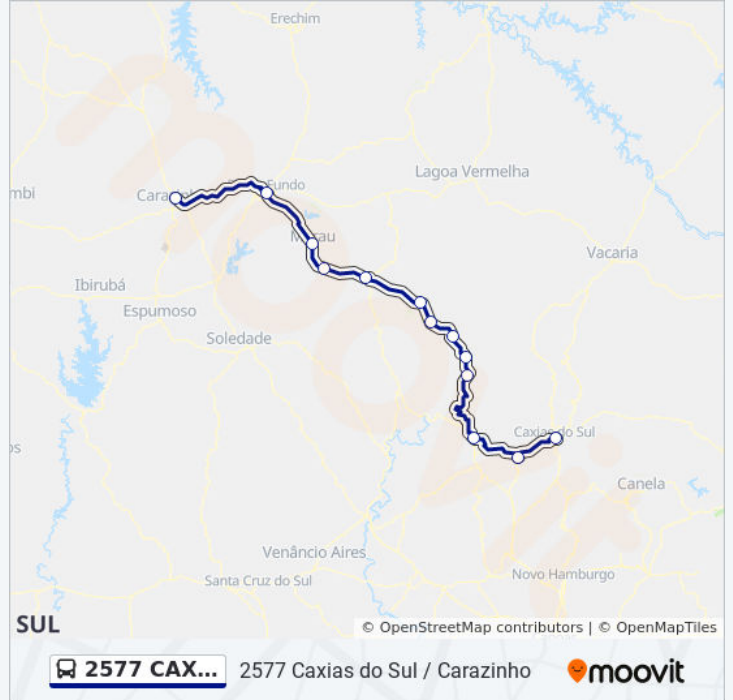 Erechim
Lagoa Vermelha
Fundo
mbi
Marau
Vacaria
Ibirubá
Espumoso
Soledade
Caxias do Sul
os
Canela
Venâncio Aires
Novo Hamburgo
Santa Cruz do Sul
SUL
© OpenStreetMap contributors | © OpenMapTiles
2577 CAX...
2577 Caxias do Sul / Carazinho
moovit